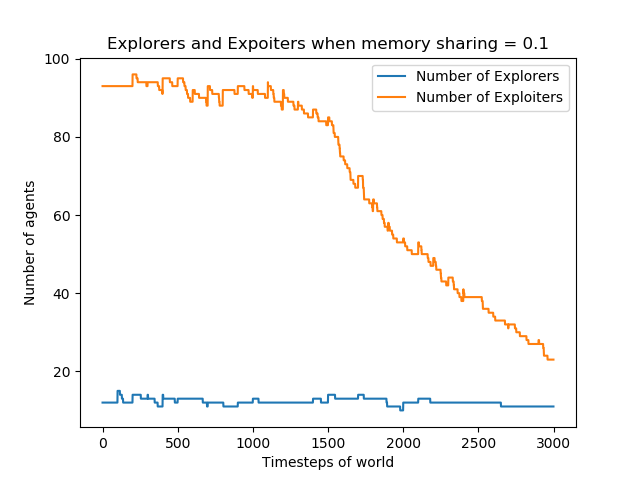 Explorers and Expoiters when memory sharing = 0.1
Number of Explorers
Number of Exploiters
Number of agents
100
80
60
40
20
0 500 1000 1500 2000 2500 3000
Timesteps of world